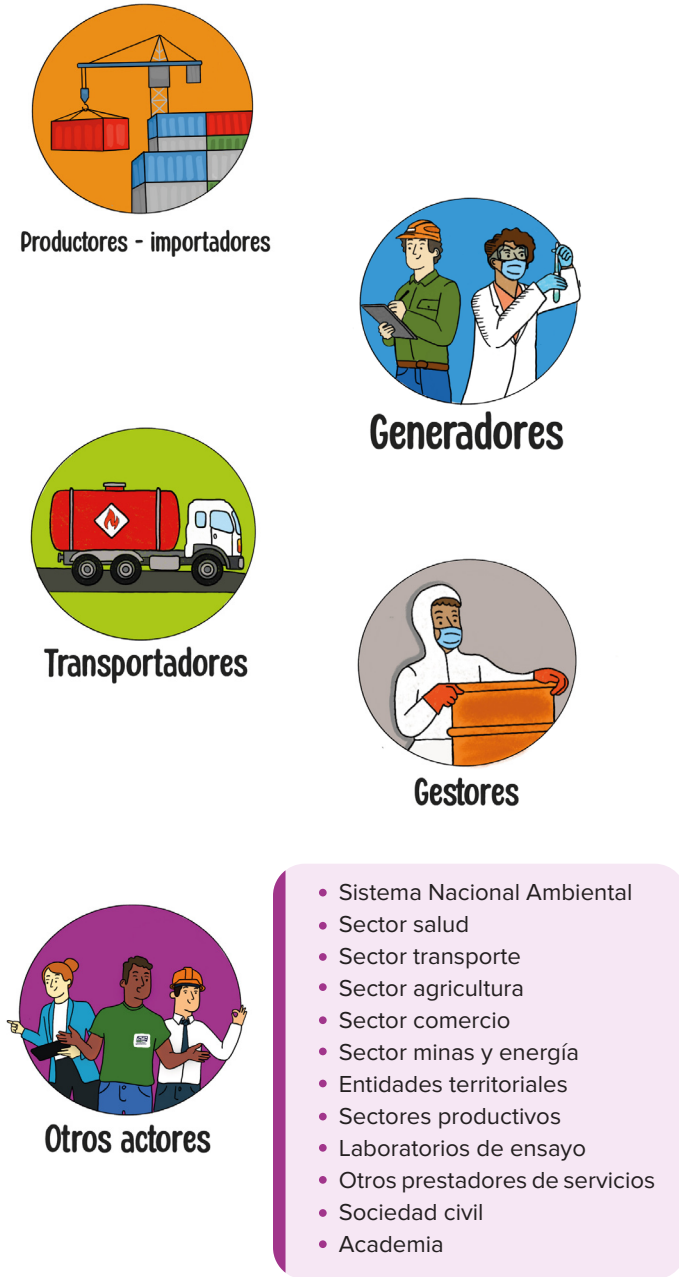 Productores - importadores
Generadores
Transportadores
Gestores
Otros actores
• Sistema Nacional Ambiental
• Sector salud
• Sector transporte
• Sector agricultura
• Sector comercio
• Sector minas y energía
• Entidades territoriales
• Sectores productivos
• Laboratorios de ensayo
• Otros prestadores de servicios
• Sociedad civil
• Academia